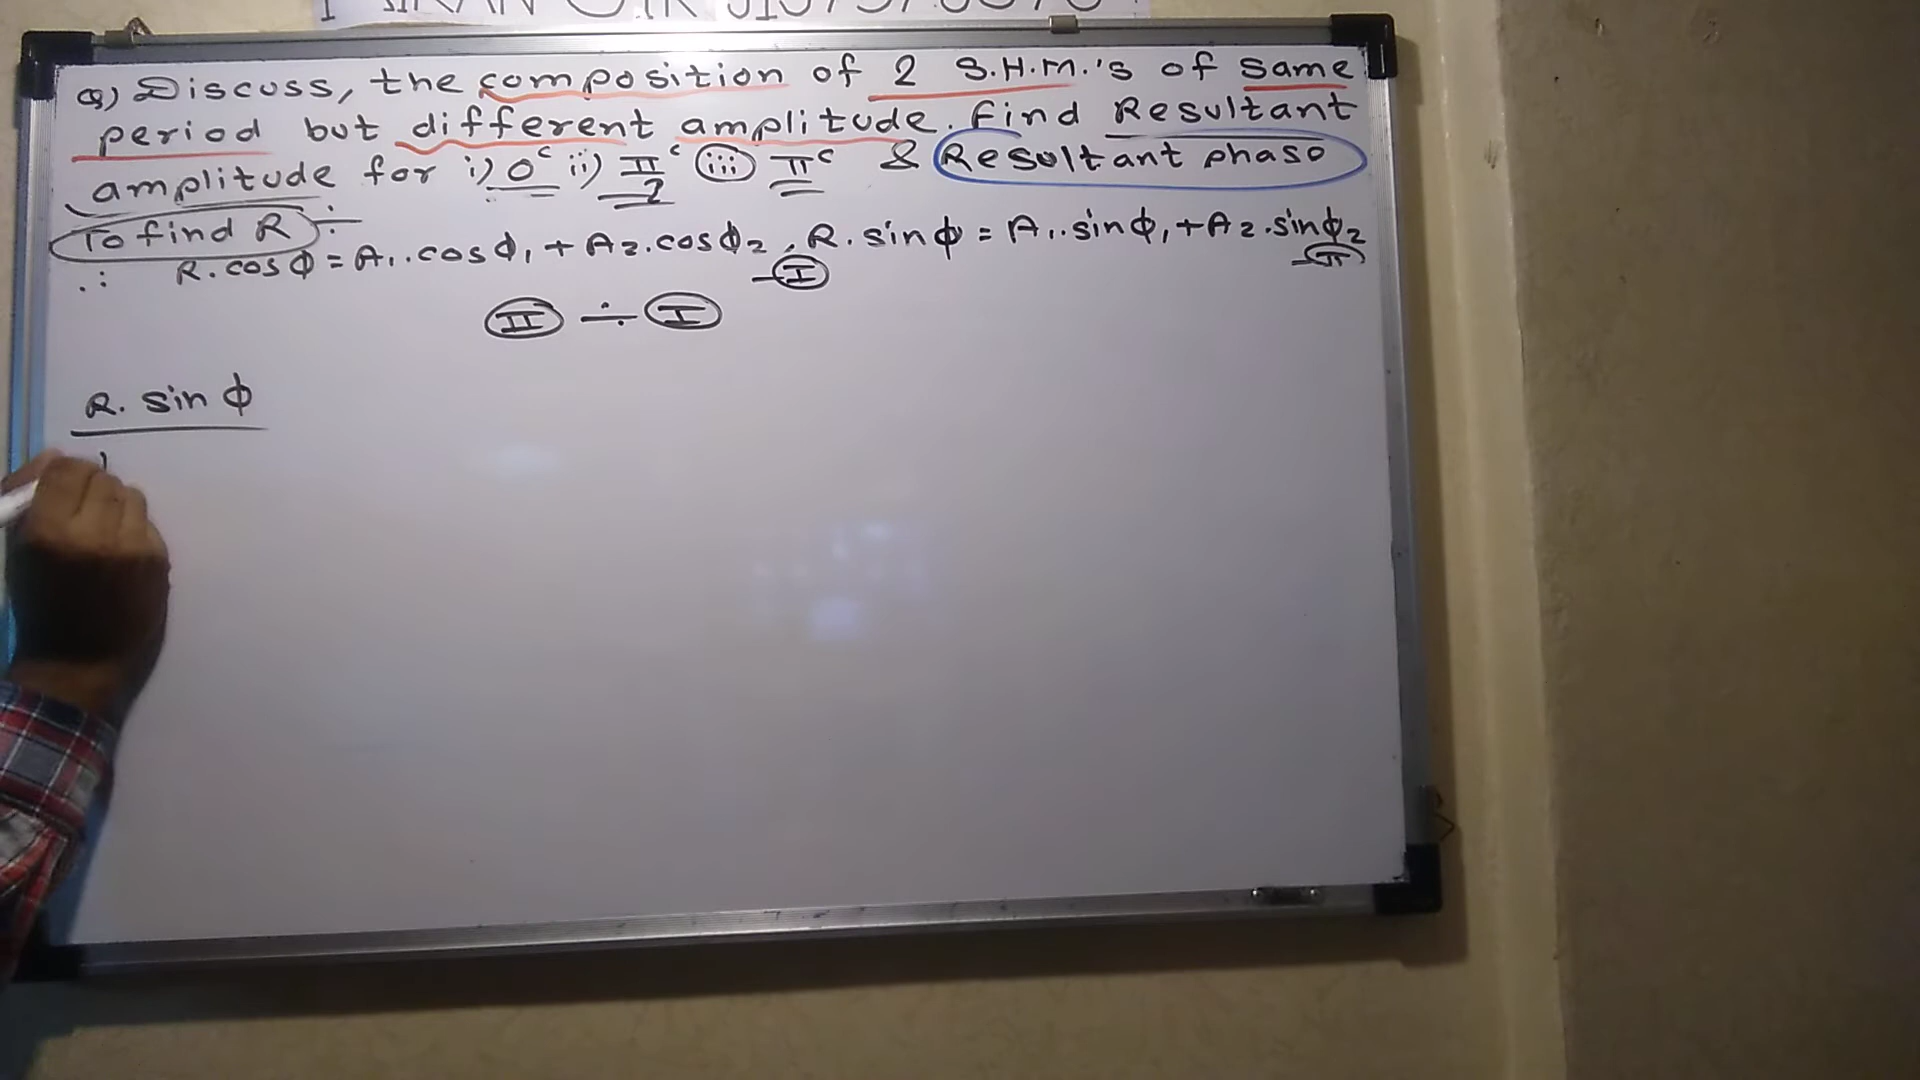 Q) Discuss, the composition of 2 S.H.M.'s of same
period but different amplitude. Find Resultant
amplitude for i) 0ᶜ ii) π/2ᶜ iii) πᶜ & Resultant phase
To find R ÷
∴ R.cosϕ = A₁.cosϕ₁ + A₂.cosϕ₂, R.sinϕ = A₁.sinϕ₁ + A₂.sinϕ₂
—I —II
II ÷ I
R. sin ϕ